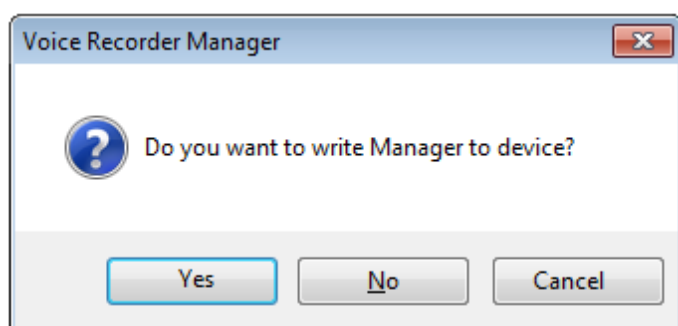 Voice Recorder Manager
Do you want to write Manager to device?
Yes No Cancel